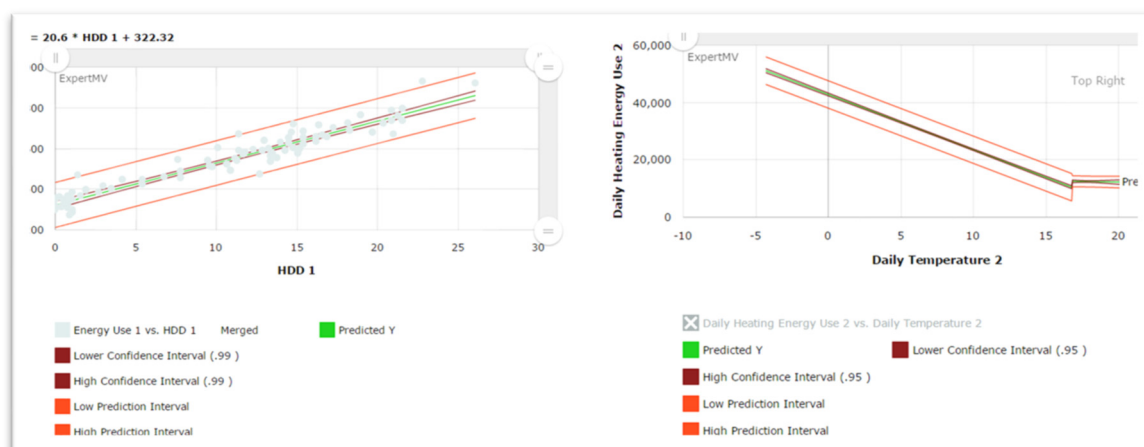 = 20.6 * HDD 1 + 322.32
ExpertMV
00
00
00
00
00
0 5 10 15 20 25 30
HDD 1
Energy Use 1 vs. HDD 1 Merged
Predicted Y
Lower Confidence Interval (.99 )
High Confidence Interval (.99 )
Low Prediction Interval
High Prediction Interval
Daily Heating Energy Use 2
60,000
40,000
20,000
0
ExpertMV
Top Right
Pre
-10 -5 0 5 10 15 20
Daily Temperature 2
Daily Heating Energy Use 2 vs. Daily Temperature 2
Predicted Y
Lower Confidence Interval (.95 )
High Confidence Interval (.95 )
Low Prediction Interval
High Prediction Interval